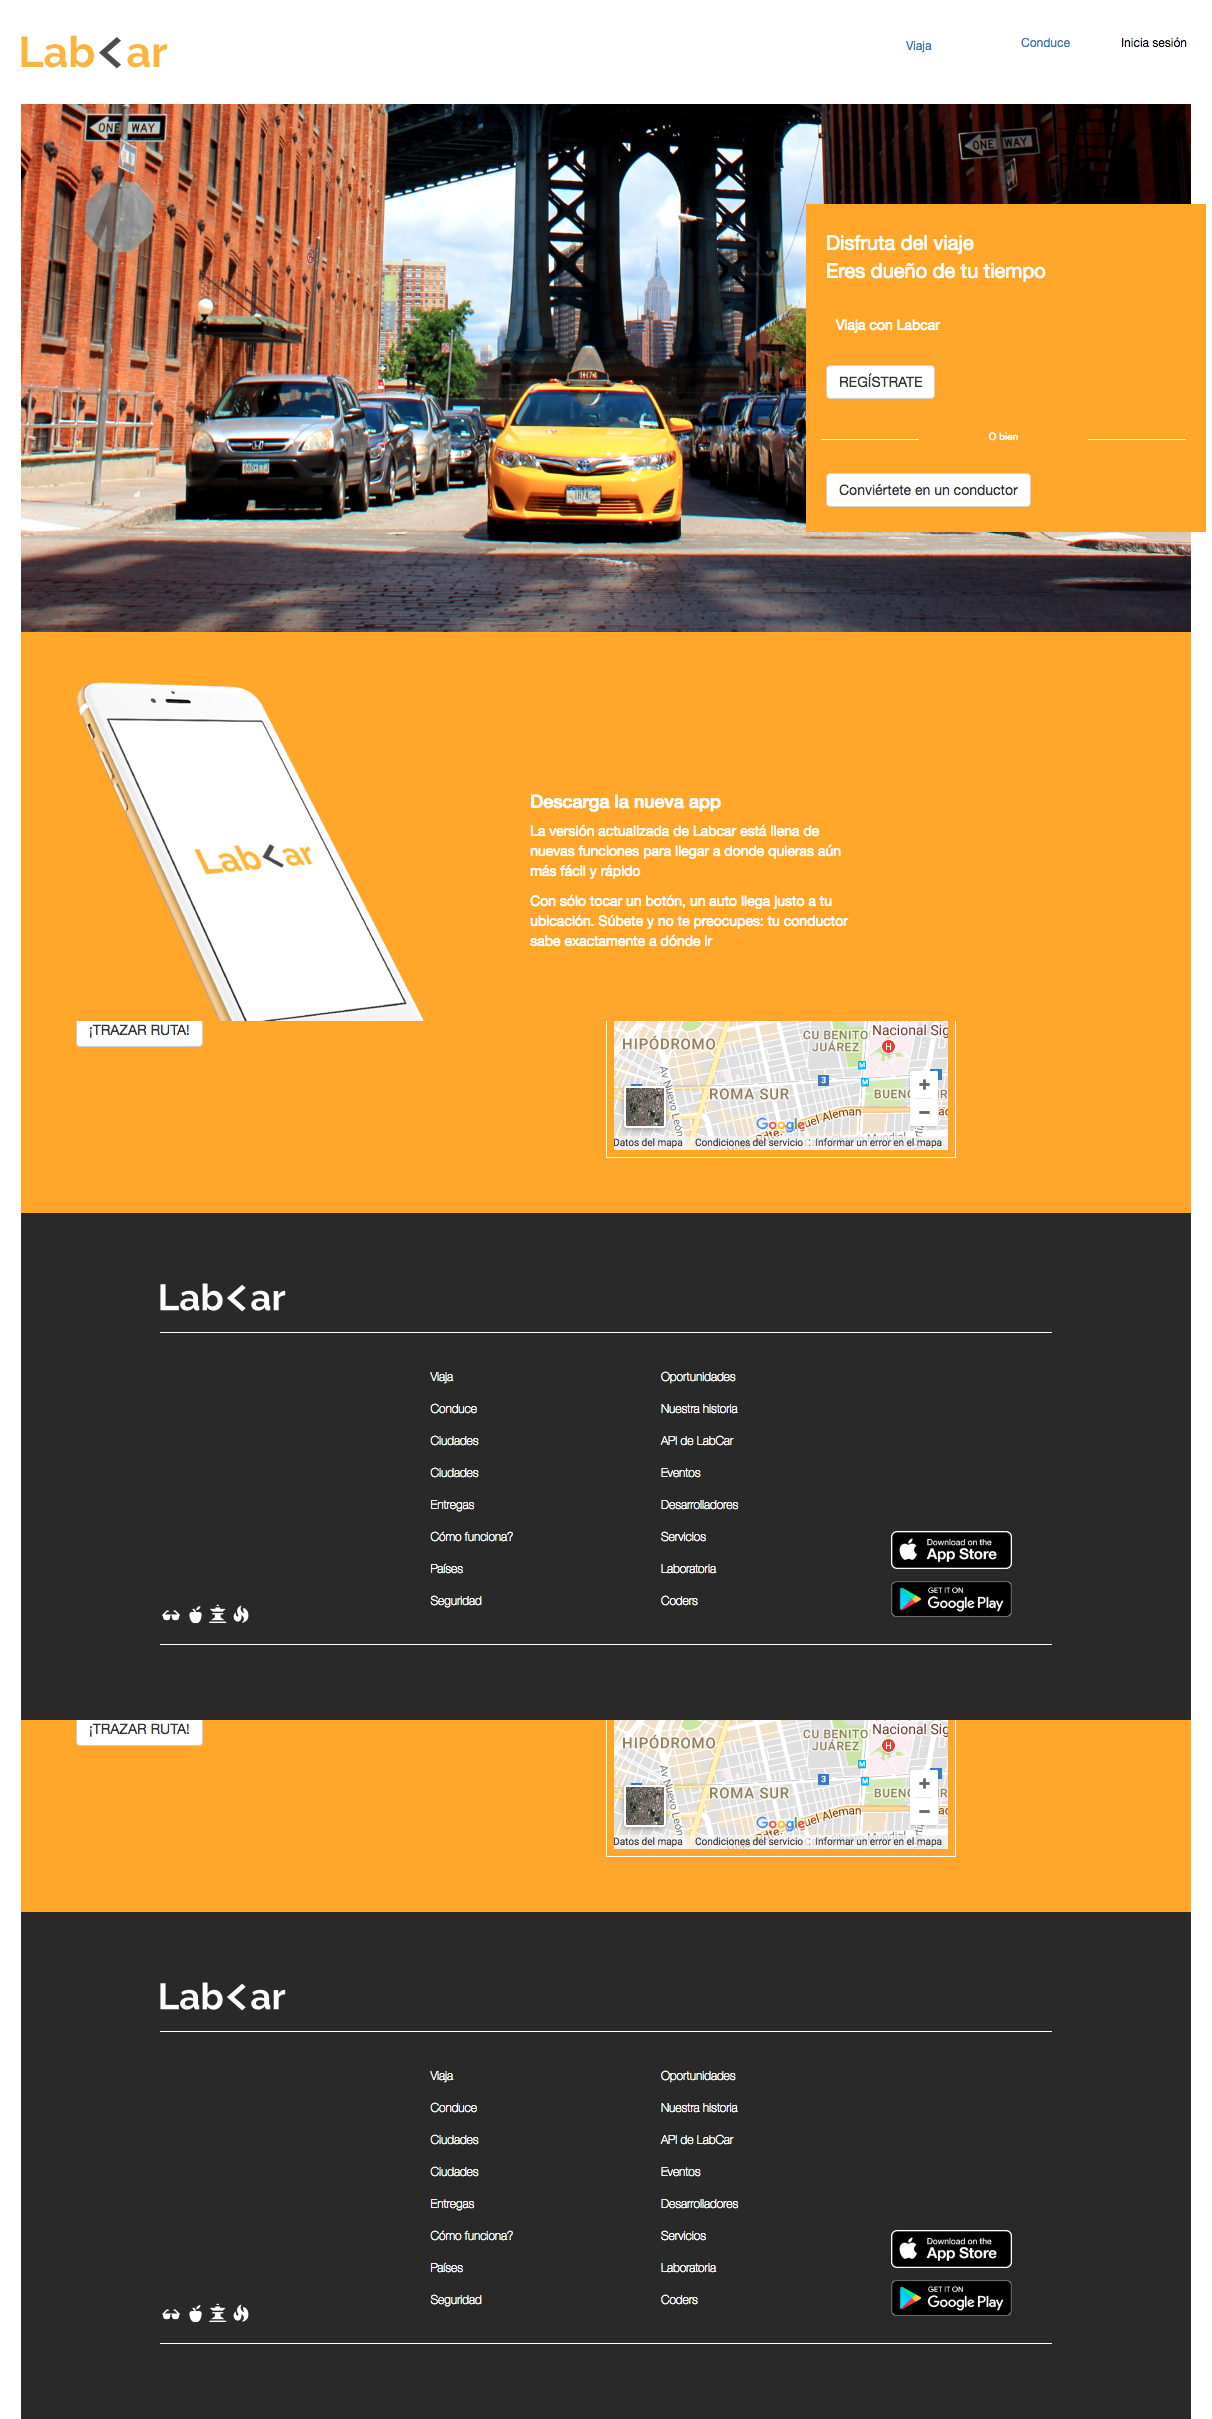 Lab<ar
Viaja
Conduce
Inicia sesión
ONE WAY
ONE WAY
Disfruta del viaje
Eres dueño de tu tiempo
Viaja con Labcar
REGÍSTRATE
O bien
Conviértete en un conductor
Lab<ar
Descarga la nueva app
La versión actualizada de Labcar está llena de
nuevas funciones para llegar a donde quieras aún
más fácil y rápido
Con sólo tocar un botón, un auto llega justo a tu
ubicación. Súbete y no te preocupes: tu conductor
sabe exactamente a dónde ir
¡TRAZAR RUTA!
HIPÓDROMO
CU BENITO
JUÁREZ
Nacional Sig
H
M
3
M
Av Nuevo León
ROMA SUR
BUEN
+
−
Google
uel Aleman
Datos del mapa
Condiciones del servicio
Informar un error en el mapa
Lab<ar
Viaja
Conduce
Ciudades
Ciudades
Entregas
Cómo funciona?
Países
Seguridad
Oportunidades
Nuestra historia
API de LabCar
Eventos
Desarrolladores
Servicios
Laboratoria
Coders
Download on the
App Store
GET IT ON
Google Play
¡TRAZAR RUTA!
HIPÓDROMO
CU BENITO
JUÁREZ
Nacional Sig
H
M
3
M
Av Nuevo León
ROMA SUR
BUEN
+
−
Google
uel Aleman
Datos del mapa
Condiciones del servicio
Informar un error en el mapa
Lab<ar
Viaja
Conduce
Ciudades
Ciudades
Entregas
Cómo funciona?
Países
Seguridad
Oportunidades
Nuestra historia
API de LabCar
Eventos
Desarrolladores
Servicios
Laboratoria
Coders
Download on the
App Store
GET IT ON
Google Play